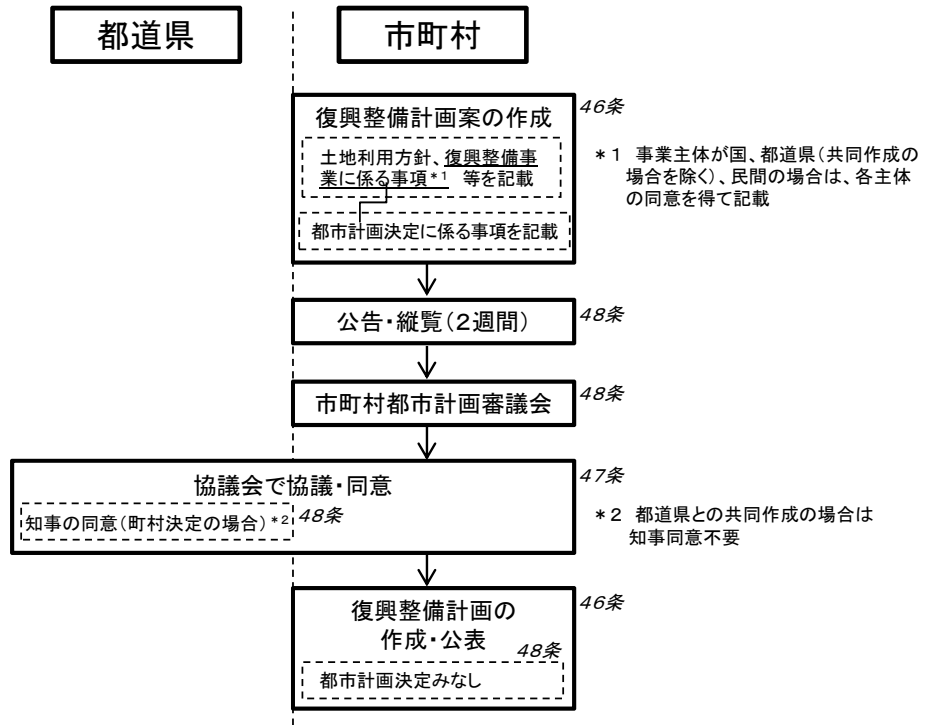 都道県
市町村
復興整備計画案の作成
46条
土地利用方針、復興整備事
業に係る事項*1 等を記載
都市計画決定に係る事項を記載
*1 事業主体が国、都道県(共同作成の
場合を除く)、民間の場合は、各主体
の同意を得て記載
公告・縦覧(2週間)
48条
市町村都市計画審議会
48条
協議会で協議・同意
47条
知事の同意(町村決定の場合)*2
48条
*2 都道県との共同作成の場合は
知事同意不要
復興整備計画の
作成・公表
46条
48条
都市計画決定みなし